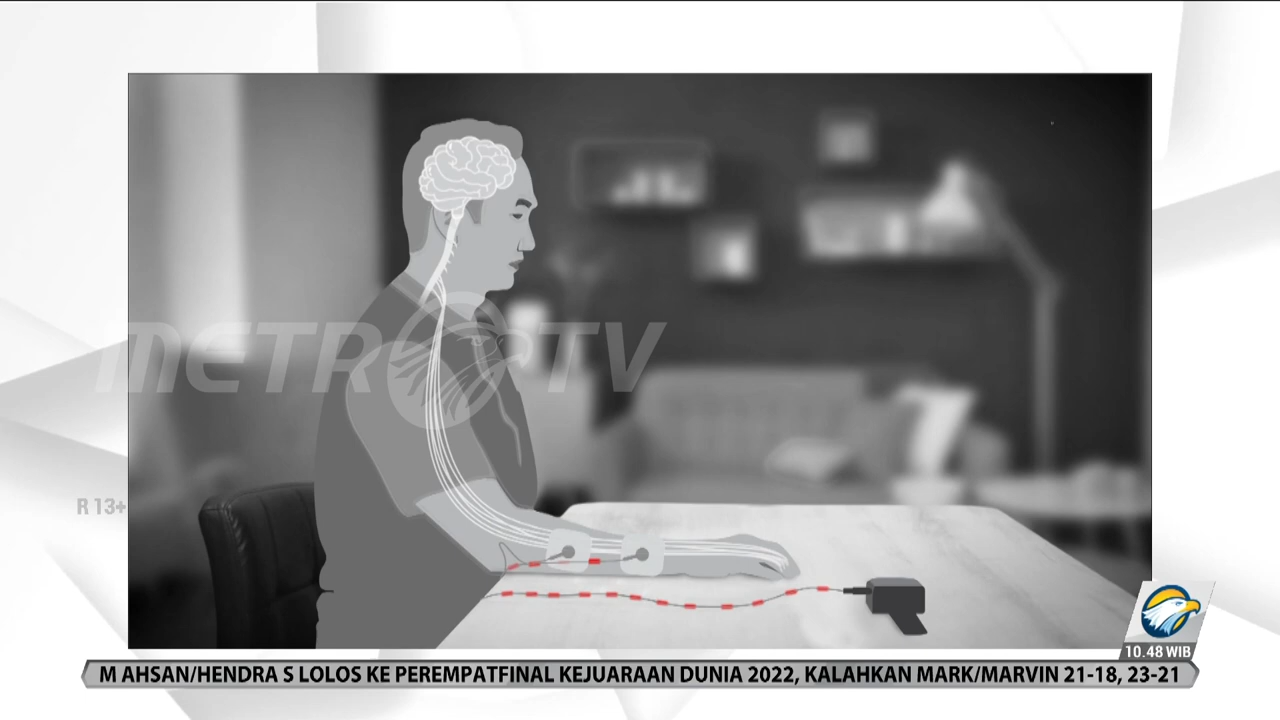 METRO TV
R 13+
10.48 WIB
M AHSAN/HENDRA S LOLOS KE PEREMPATFINAL KEJUARAAN DUNIA 2022, KALAHKAN MARK/MARVIN 21-18, 23-21